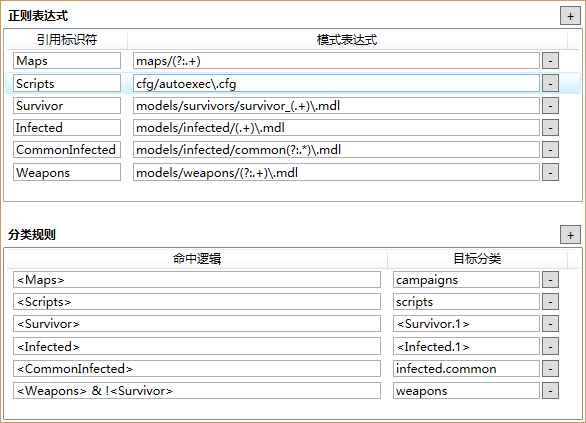 正则表达式 +
引用标识符 模式表达式
Maps maps/(?:.+) -
Scripts cfg/autoexec\.cfg -
Survivor models/survivors/survivor_(.+)\.mdl -
Infected models/infected/(.+)\.mdl -
CommonInfected models/infected/common(?:.*)\.mdl -
Weapons models/weapons/(?:.+)\.mdl -
分类规则 +
命中逻辑 目标分类
<Maps> campaigns -
<Scripts> scripts -
<Survivor> <Survivor.1> -
<Infected> <Infected.1> -
<CommonInfected> infected.common -
<Weapons> & !<Survivor> weapons -